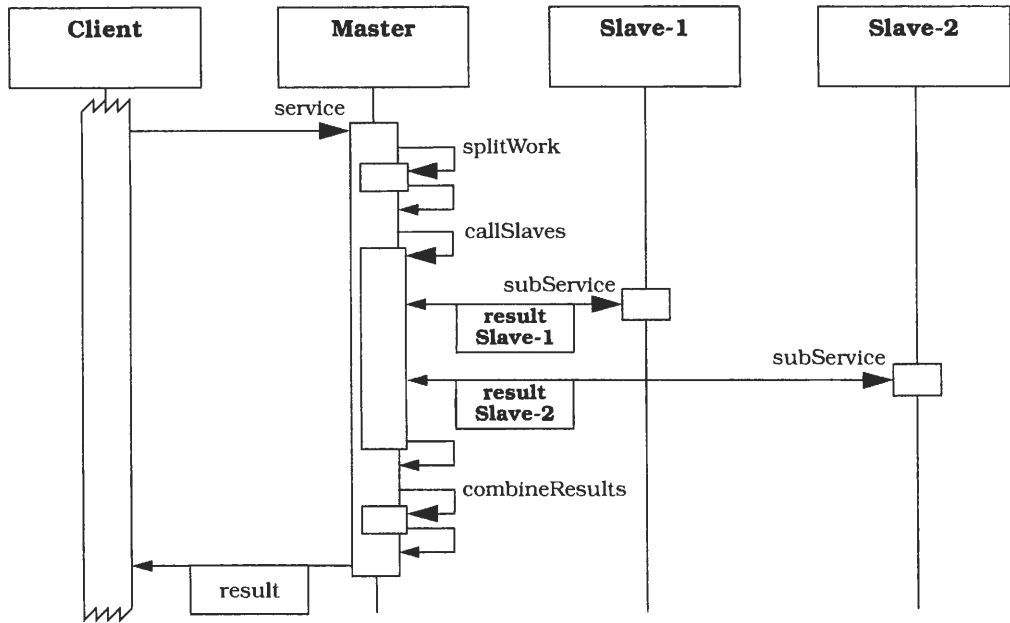 Client
Master
Slave-1
Slave-2
service
splitWork
callSlaves
subService
result
Slave-1
subService
result
Slave-2
combineResults
result